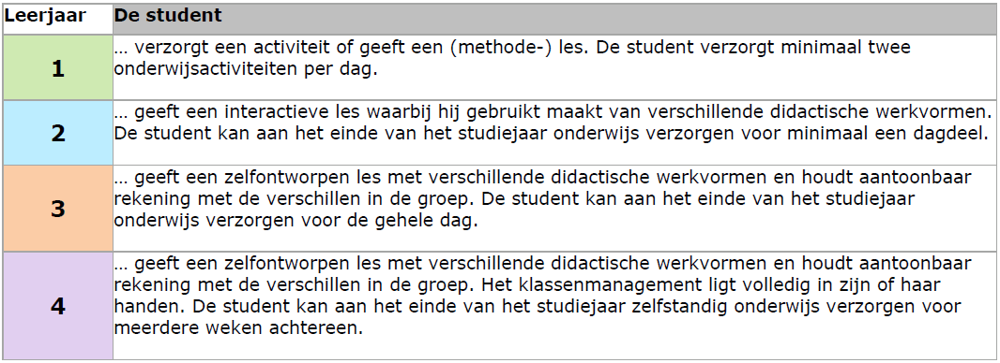 Leerjaar De student
1
... verzorgt een activiteit of geeft een (methode-) les. De student verzorgt minimaal twee
onderwijsactiviteiten per dag.
2
... geeft een interactieve les waarbij hij gebruikt maakt van verschillende didactische werkvormen.
De student kan aan het einde van het studiejaar onderwijs verzorgen voor minimaal een dagdeel.
3
... geeft een zelfontworpen les met verschillende didactische werkvormen en houdt aantoonbaar
rekening met de verschillen in de groep. De student kan aan het einde van het studiejaar
onderwijs verzorgen voor de gehele dag.
4
... geeft een zelfontworpen les met verschillende didactische werkvormen en houdt aantoonbaar
rekening met de verschillen in de groep. Het klassenmanagement ligt volledig in zijn of haar
handen. De student kan aan het einde van het studiejaar zelfstandig onderwijs verzorgen voor
meerdere weken achtereen.